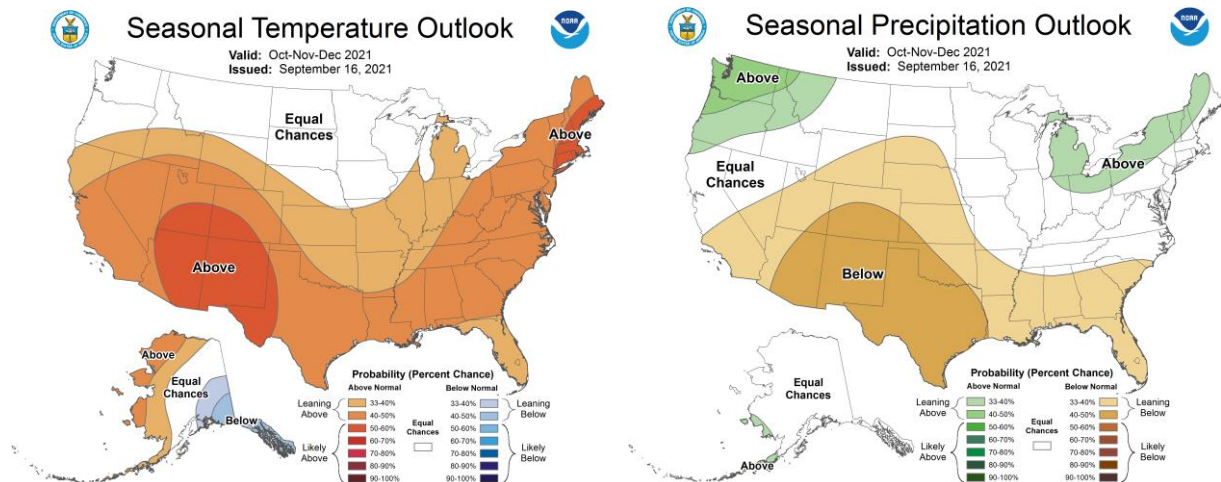 Seasonal Temperature Outlook
NOAA
Valid: Oct-Nov-Dec 2021
Issued: September 16, 2021
Equal
Chances
Above
Above
Above
Equal
Chances
Below
Probability (Percent Chance)
Above Normal
Below Normal
Leaning
Above
Likely
Above
33-40%
40-50%
50-60%
60-70%
70-80%
80-90%
90-100%
Equal
Chances
33-40%
40-50%
50-60%
60-70%
70-80%
80-90%
90-100%
Leaning
Below
Likely
Below
Seasonal Precipitation Outlook
NOAA
Valid: Oct-Nov-Dec 2021
Issued: September 16, 2021
Above
Equal
Chances
Above
Below
Equal
Chances
Above
Probability (Percent Chance)
Above Normal
Below Normal
Leaning
Above
Likely
Above
33-40%
40-50%
50-60%
60-70%
70-80%
80-90%
90-100%
Equal
Chances
33-40%
40-50%
50-60%
60-70%
70-80%
80-90%
90-100%
Leaning
Below
Likely
Below